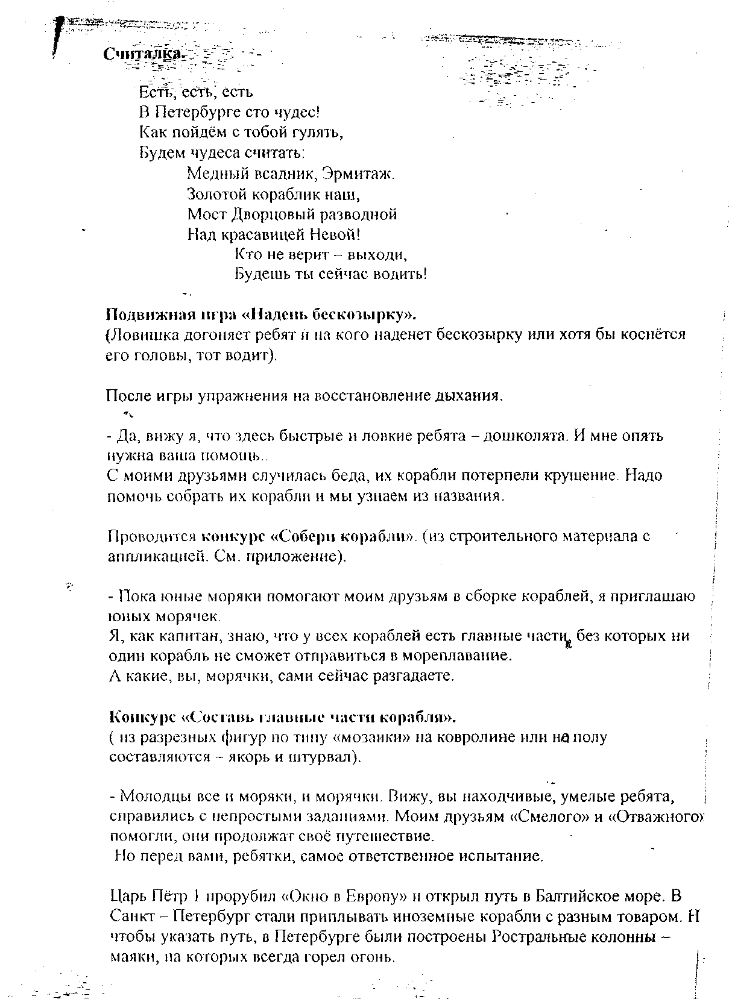 Считалка.
Есть, есть, есть
В Петербурге сто чудес!
Как пойдём с тобой гулять,
Будем чудеса считать:
Медный всадник, Эрмитаж.
Золотой кораблик наш,
Мост Дворцовый разводной
Над красавицей Невой!
Кто не верит – выходи,
Будешь ты сейчас водить!
Подвижная игра «Надень бескозырку».
(Ловишка догоняет ребят и на кого наденет бескозырку или хотя бы коснётся
его головы, тот водит).
После игры упражнения на восстановление дыхания.
- Да, вижу я, что здесь быстрые и ловкие ребята – дошколята. И мне опять
нужна ваша помощь..
С моими друзьями случилась беда, их корабли потерпели крушение. Надо
помочь собрать их корабли и мы узнаем из названия.
Проводится конкурс «Собери корабли». (из строительного материала с
аппликацией. См. приложение).
- Пока юные моряки помогают моим друзьям в сборке кораблей, я приглашаю
юных морячек.
Я, как капитан, знаю, что у всех кораблей есть главные части, без которых ни
один корабль не сможет отправиться в мореплавание.
А какие, вы, морячки, сами сейчас разгадаете.
Конкурс «Составь главные части корабля».
( из разрезных фигур по типу «мозаики» на ковролине или на полу
составляются – якорь и штурвал).
- Молодцы все и моряки, и морячки. Вижу, вы находчивые, умелые ребята,
справились с непростыми заданиями. Моим друзьям «Смелого» и «Отважного»
помогли, они продолжат своё путешествие.
Но перед вами, ребятки, самое ответственное испытание.
Царь Пётр 1 прорубил «Окно в Европу» и открыл путь в Балтийское море. В
Санкт – Петербург стали приплывать иноземные корабли с разным товаром. И
чтобы указать путь, в Петербурге были построены Ростральные колонны –
маяки, на которых всегда горел огонь.